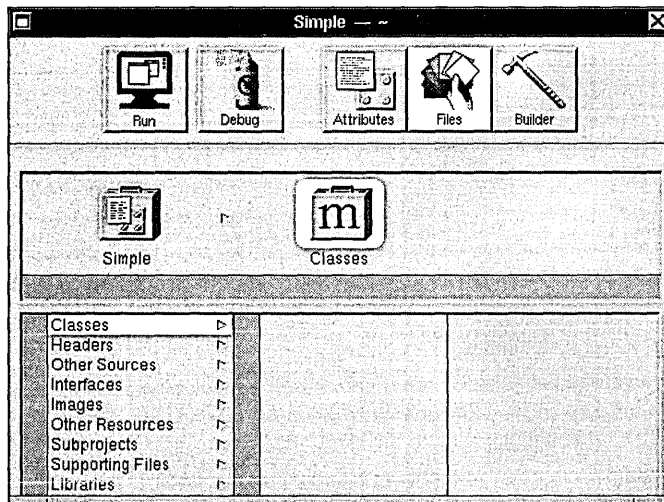 Simple — ~
Run
Debug
Attributes
Files
Builder
Simple
m
Classes
Classes
Headers
Other Sources
Interfaces
Images
Other Resources
Subprojects
Supporting Files
Libraries